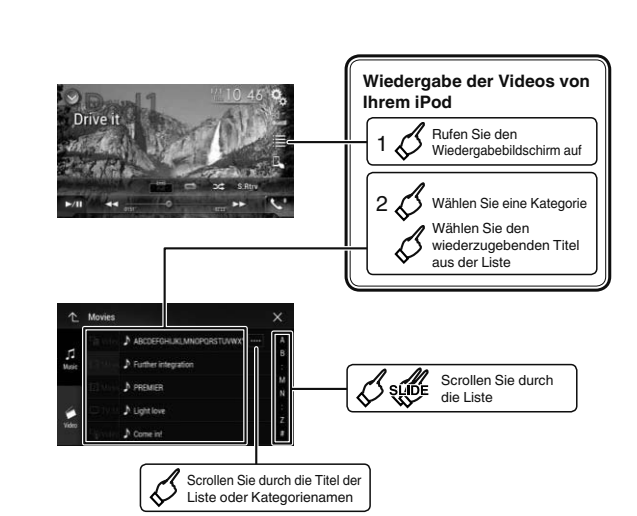 Wiedergabe der Videos von
Ihrem iPod
1 Rufen Sie den
Wiedergabebildschirm auf
2 Wählen Sie eine Kategorie
Wählen Sie den
wiederzugebenden Titel
aus der Liste
iPod1
10 46
Drive it
S.Rtrv
Movies
Music
Video
ABCDEFGHIJKLMNOPQRSTUVWX
Further integration
PREMIER
Light love
Come in!
A
B
:
M
N
:
Z
#
SLIDE
Scrollen Sie durch
die Liste
Scrollen Sie durch die Titel der
Liste oder Kategorienamen